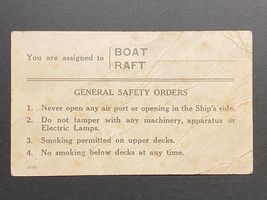 You are assigned to BOAT
RAFT
GENERAL SAFETY ORDERS
1. Never open any air port or opening in the Ship's side.
2. Do not tamper with any machinery, apparatus or
Electric Lamps.
3. Smoking permitted on upper decks.
4. No smoking below decks at any time.